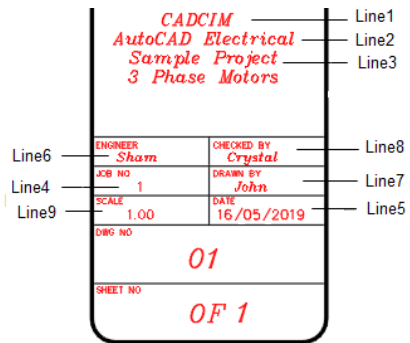 CADCIM Line1
AutoCAD Electrical Line2
Sample Project Line3
3 Phase Motors
ENGINEER CHECKED BY Line8
Line6 Sham Crystal
JOB NO DRAWN BY Line7
Line4 1 John
SCALE DATE Line5
Line9 1.00 16/05/2019
DWG NO
01
SHEET NO
OF 1